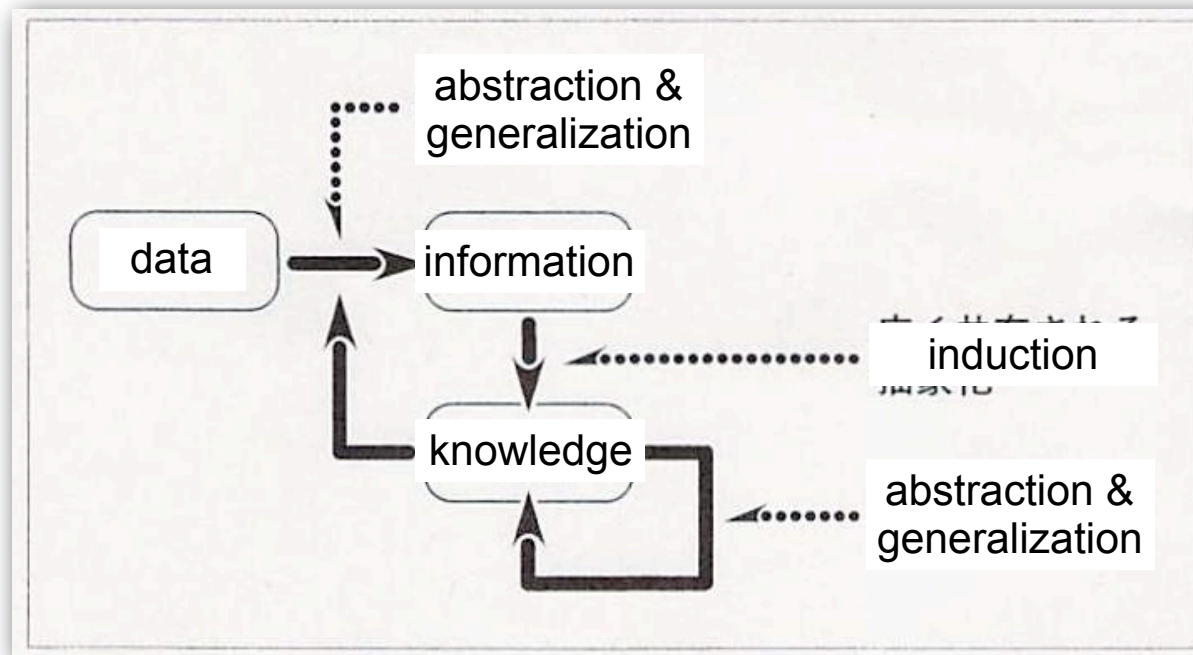 abstraction &
generalization
data
information
induction
knowledge
abstraction &
generalization